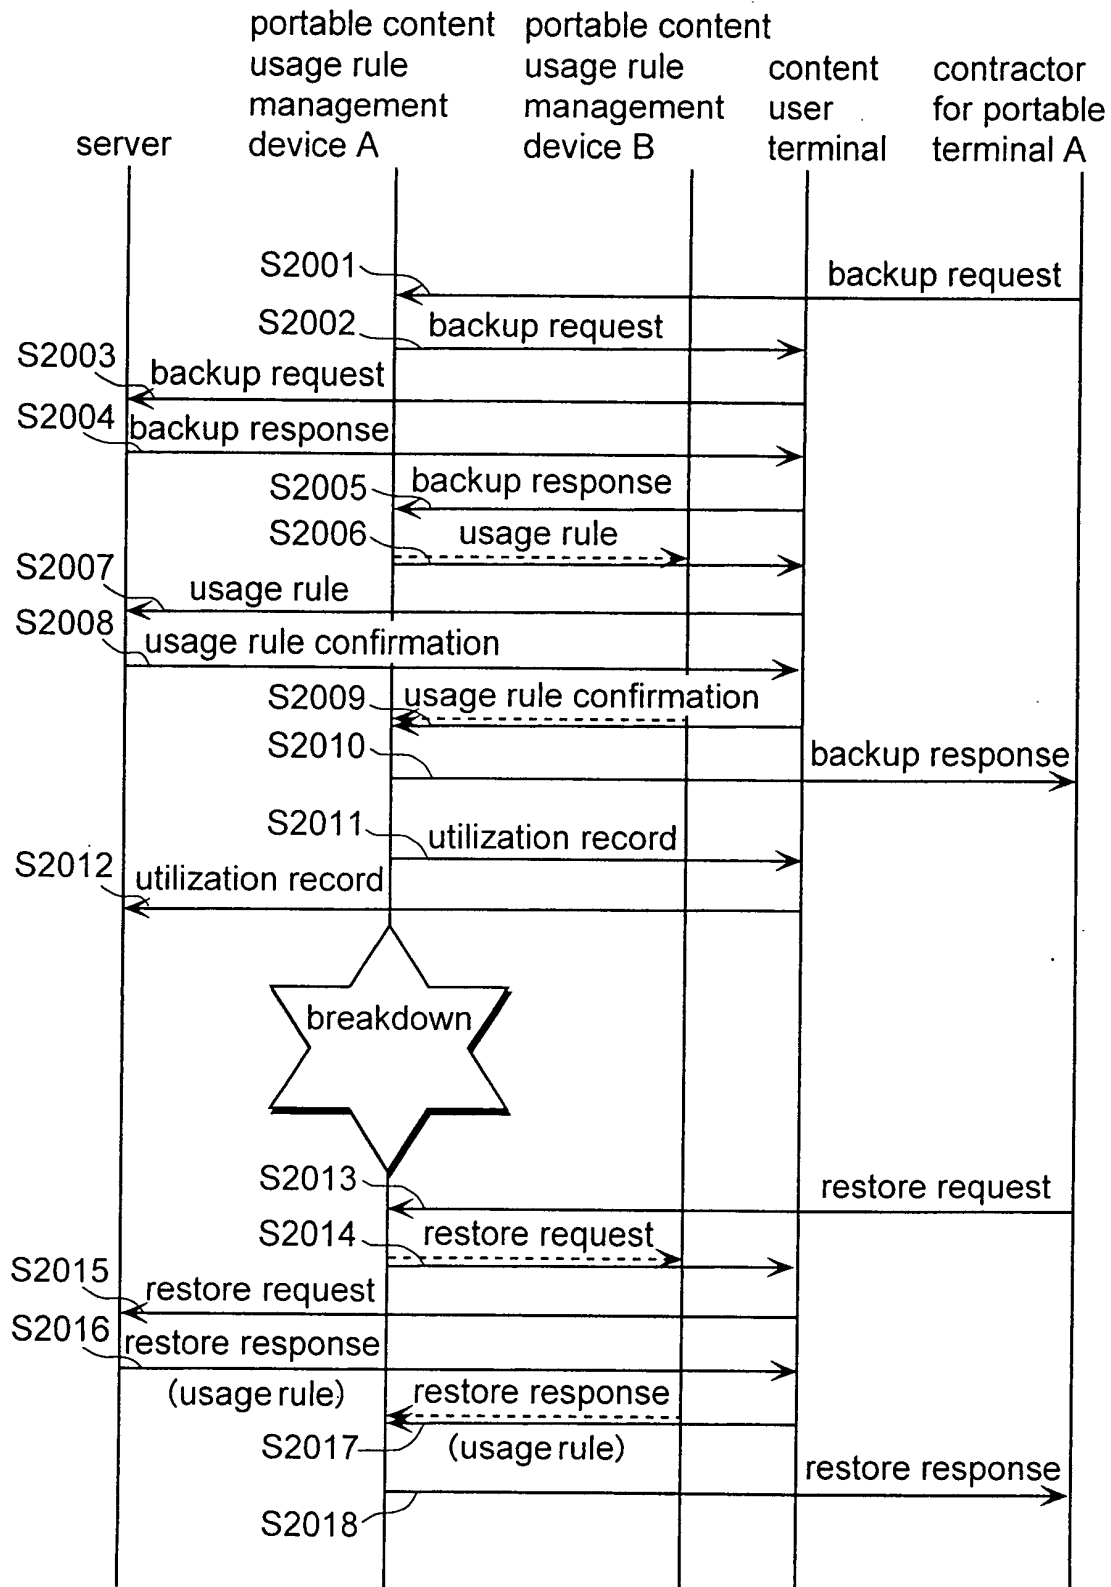 server
portable content
usage rule
management
device A
portable content
usage rule
management
device B
content
user
terminal
contractor
for portable
terminal A
S2001
backup request
S2002
backup request
S2003
backup request
S2004
backup response
S2005
backup response
S2006
usage rule
S2007
usage rule
S2008
usage rule confirmation
S2009
usage rule confirmation
S2010
backup response
S2011
utilization record
S2012
utilization record
breakdown
S2013
restore request
S2014
restore request
S2015
restore request
S2016
restore response
(usage rule)
restore response
S2017
(usage rule)
restore response
S2018